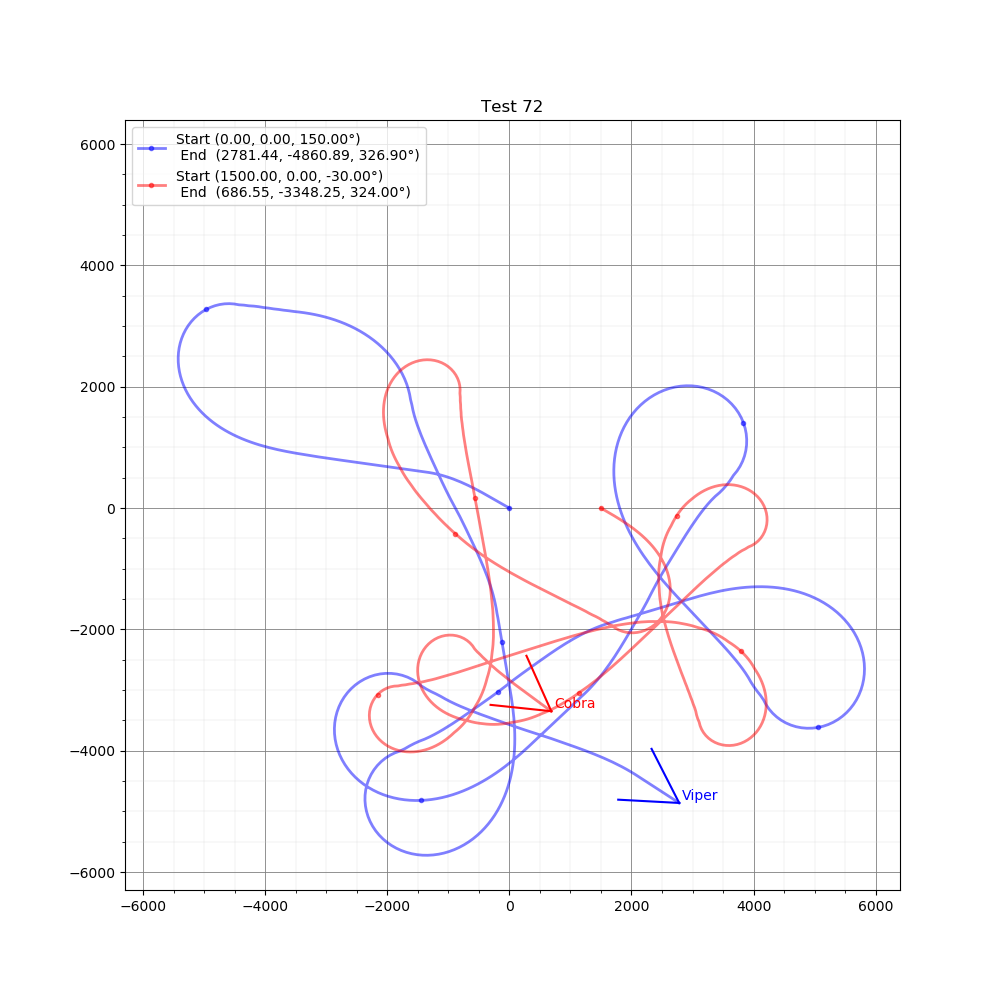 Test 72
Start (0.00, 0.00, 150.00°)
End (2781.44, -4860.89, 326.90°)
Start (1500.00, 0.00, -30.00°)
End (686.55, -3348.25, 324.00°)
6000
4000
2000
0
−2000
−4000
−6000
Cobra
Viper
−6000 −4000 −2000 0 2000 4000 6000